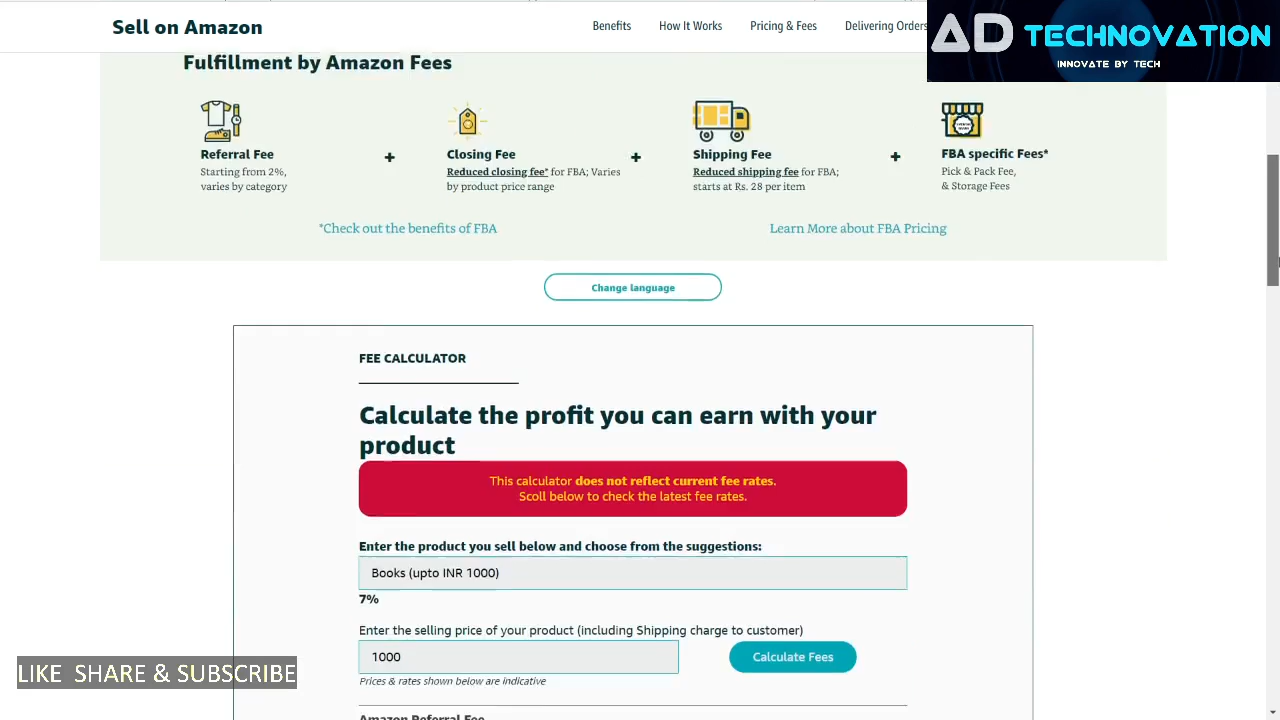 Sell on Amazon
Benefits
How It Works
Pricing & Fees
Delivering Orders
AD TECHNOVATION
INNOVATE BY TECH
Fulfillment by Amazon Fees
Referral Fee
Starting from 2%,
varies by category
+
Closing Fee
Reduced closing fee* for FBA; Varies
by product price range
+
Shipping Fee
Reduced shipping fee for FBA;
starts at Rs. 28 per item
+
FBA specific Fees*
Pick & Pack Fee,
& Storage Fees
*Check out the benefits of FBA
Learn More about FBA Pricing
Change language
FEE CALCULATOR
Calculate the profit you can earn with your
product
This calculator does not reflect current fee rates.
Scoll below to check the latest fee rates.
Enter the product you sell below and choose from the suggestions:
Books (upto INR 1000)
7%
Enter the selling price of your product (including Shipping charge to customer)
1000
Calculate Fees
Prices & rates shown below are indicative
Amazon Referral Fee
LIKE SHARE & SUBSCRIBE